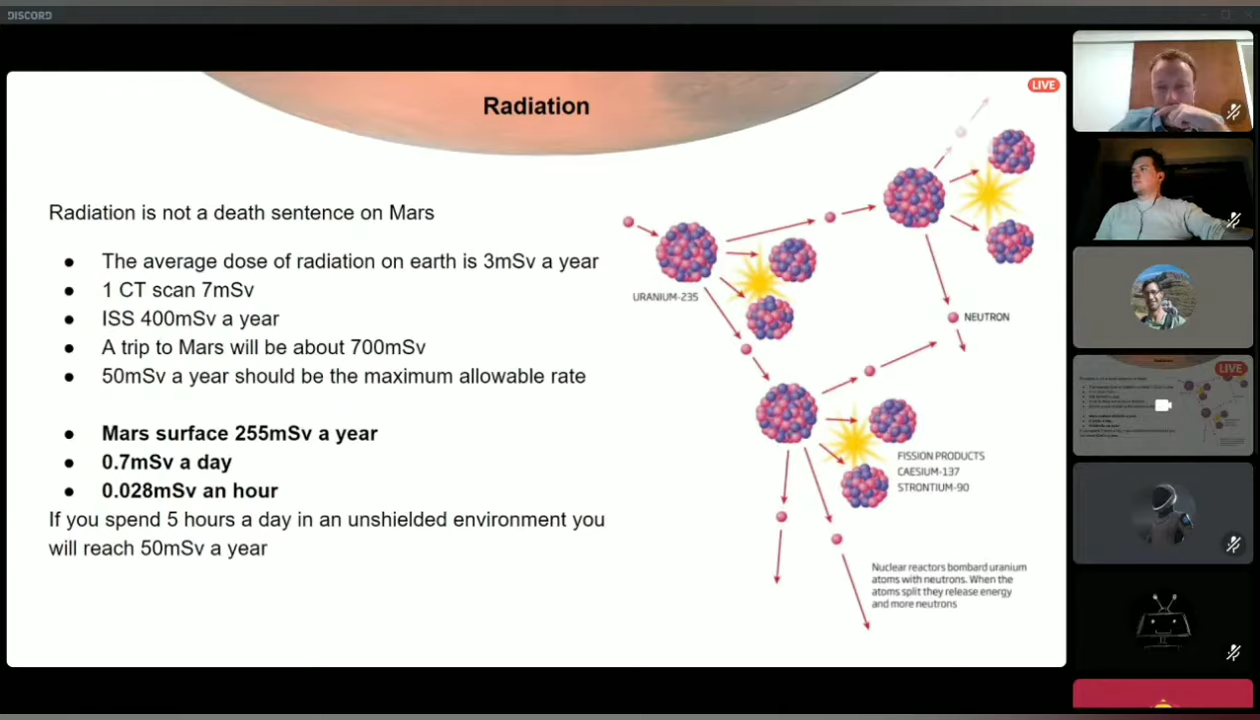 DISCORD
Radiation
LIVE
Radiation is not a death sentence on Mars
The average dose of radiation on earth is 3mSv a year
1 CT scan 7mSv
ISS 400mSv a year
A trip to Mars will be about 700mSv
50mSv a year should be the maximum allowable rate
Mars surface 255mSv a year
0.7mSv a day
0.028mSv an hour
If you spend 5 hours a day in an unshielded environment you
will reach 50mSv a year
URANIUM-235
NEUTRON
FISSION PRODUCTS
CAESIUM-137
STRONTIUM-90
Nuclear reactors bombard uranium
atoms with neutrons. When the
atoms split they release energy
and more neutrons
LIVE